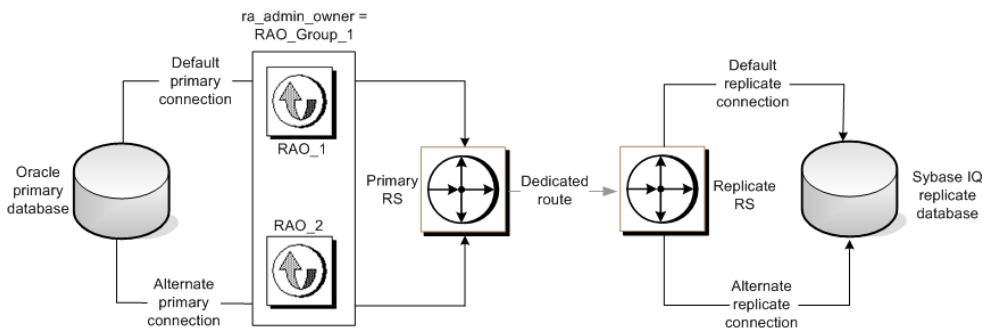 ra_admin_owner =
RAO_Group_1
Default
primary
connection
RAO_1
Oracle
primary
database
RAO_2
Alternate
primary
connection
Primary
RS
Dedicated
route
Default
replicate
connection
Replicate
RS
Alternate
replicate
connection
Sybase IQ
replicate
database